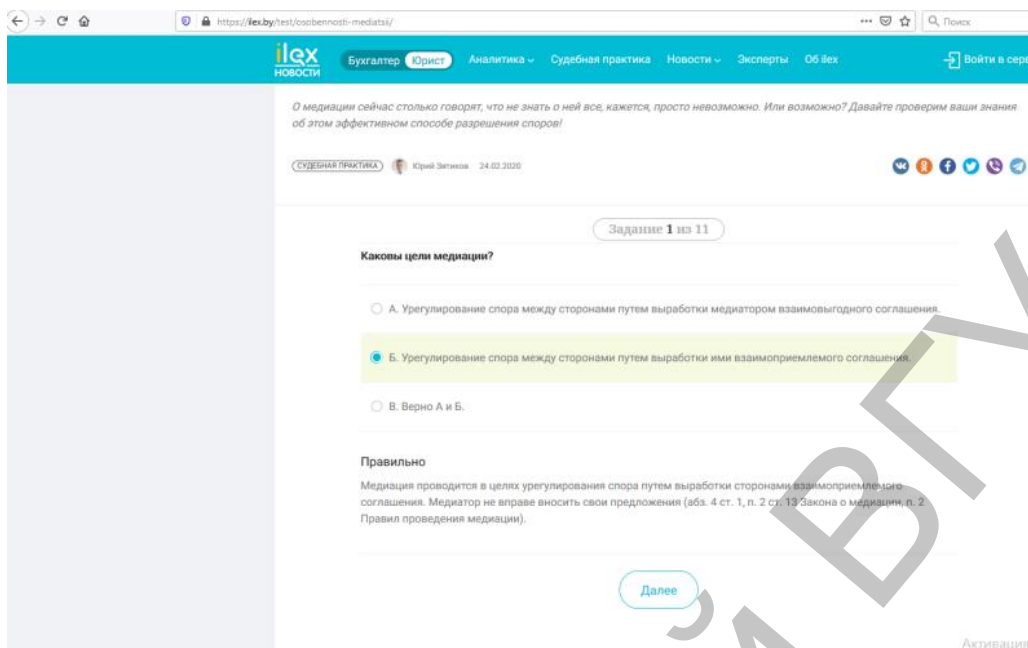 https://ilex.by/test/osobennosti-mediatsii/
Поиск
ilex
НОВОСТИ
Бухгалтер Юрист Аналитика Судебная практика Новости Эксперты Об ilex Войти в сер
О медиации сейчас столько говорят, что не знать о ней все, кажется, просто невозможно. Или возможно? Давайте проверим ваши знания
об этом эффективном способе разрешения споров!
СУДЕБНАЯ ПРАКТИКА Юрий 24.02.2020
Задание 1 из 11
Каковы цели медиации?
А. Урегулирование спора между сторонами путем выработки медиатором взаимовыгодного соглашения.
Б. Урегулирование спора между сторонами путем выработки ими взаимоприемлемого соглашения.
В. Верно А и Б.
Правильно
Медиация проводится в целях урегулирования спора путем выработки сторонами взаимоприемлемого
соглашения. Медиатор не вправе вносить свои предложения (абз. 4 ст. 1, п. 2 ст. 13 Закона о медиации, п. 2
Правил проведения медиации).
Далее
Активация
Й ВГУ